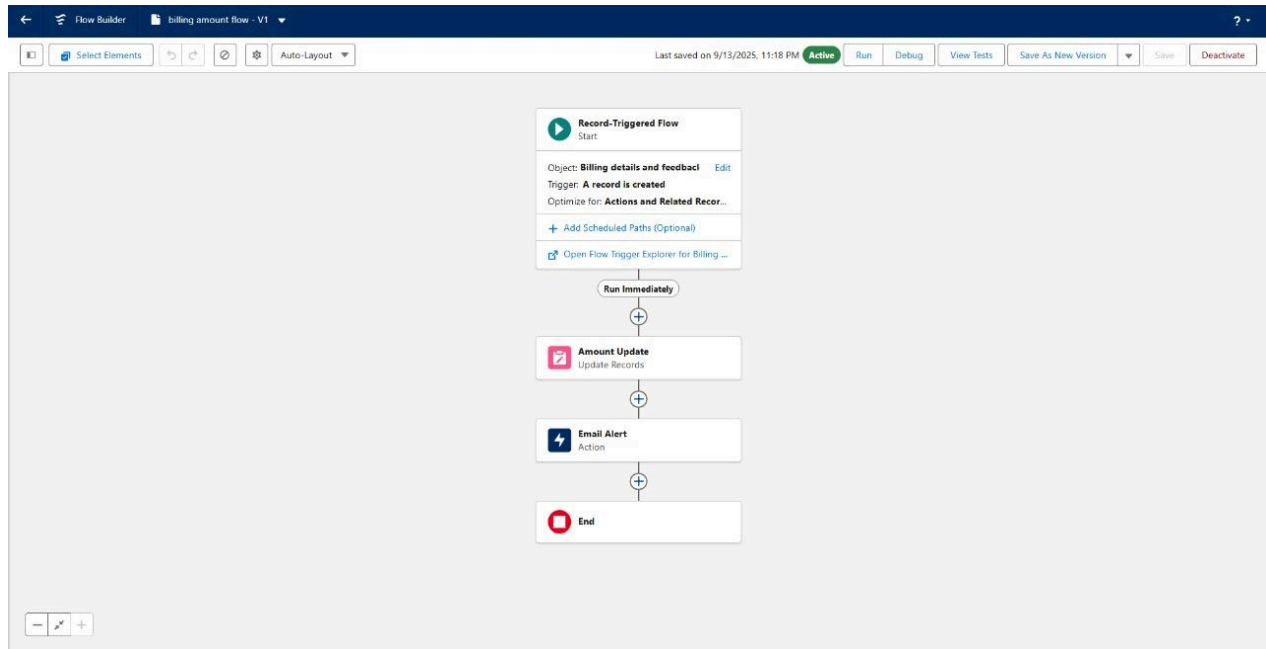 Flow Builder billing amount flow - V1 ?
Select Elements Auto-Layout Last saved on 9/13/2025, 11:18 PM Active Run Debug View Tests Save As New Version Save Deactivate
Record-Triggered Flow
Start
Object: Billing details and feedbacl Edit
Trigger: A record is created
Optimize for: Actions and Related Recor...
+ Add Scheduled Paths (Optional)
Open Flow Trigger Explorer for Billing ...
Run Immediately
Amount Update
Update Records
Email Alert
Action
End